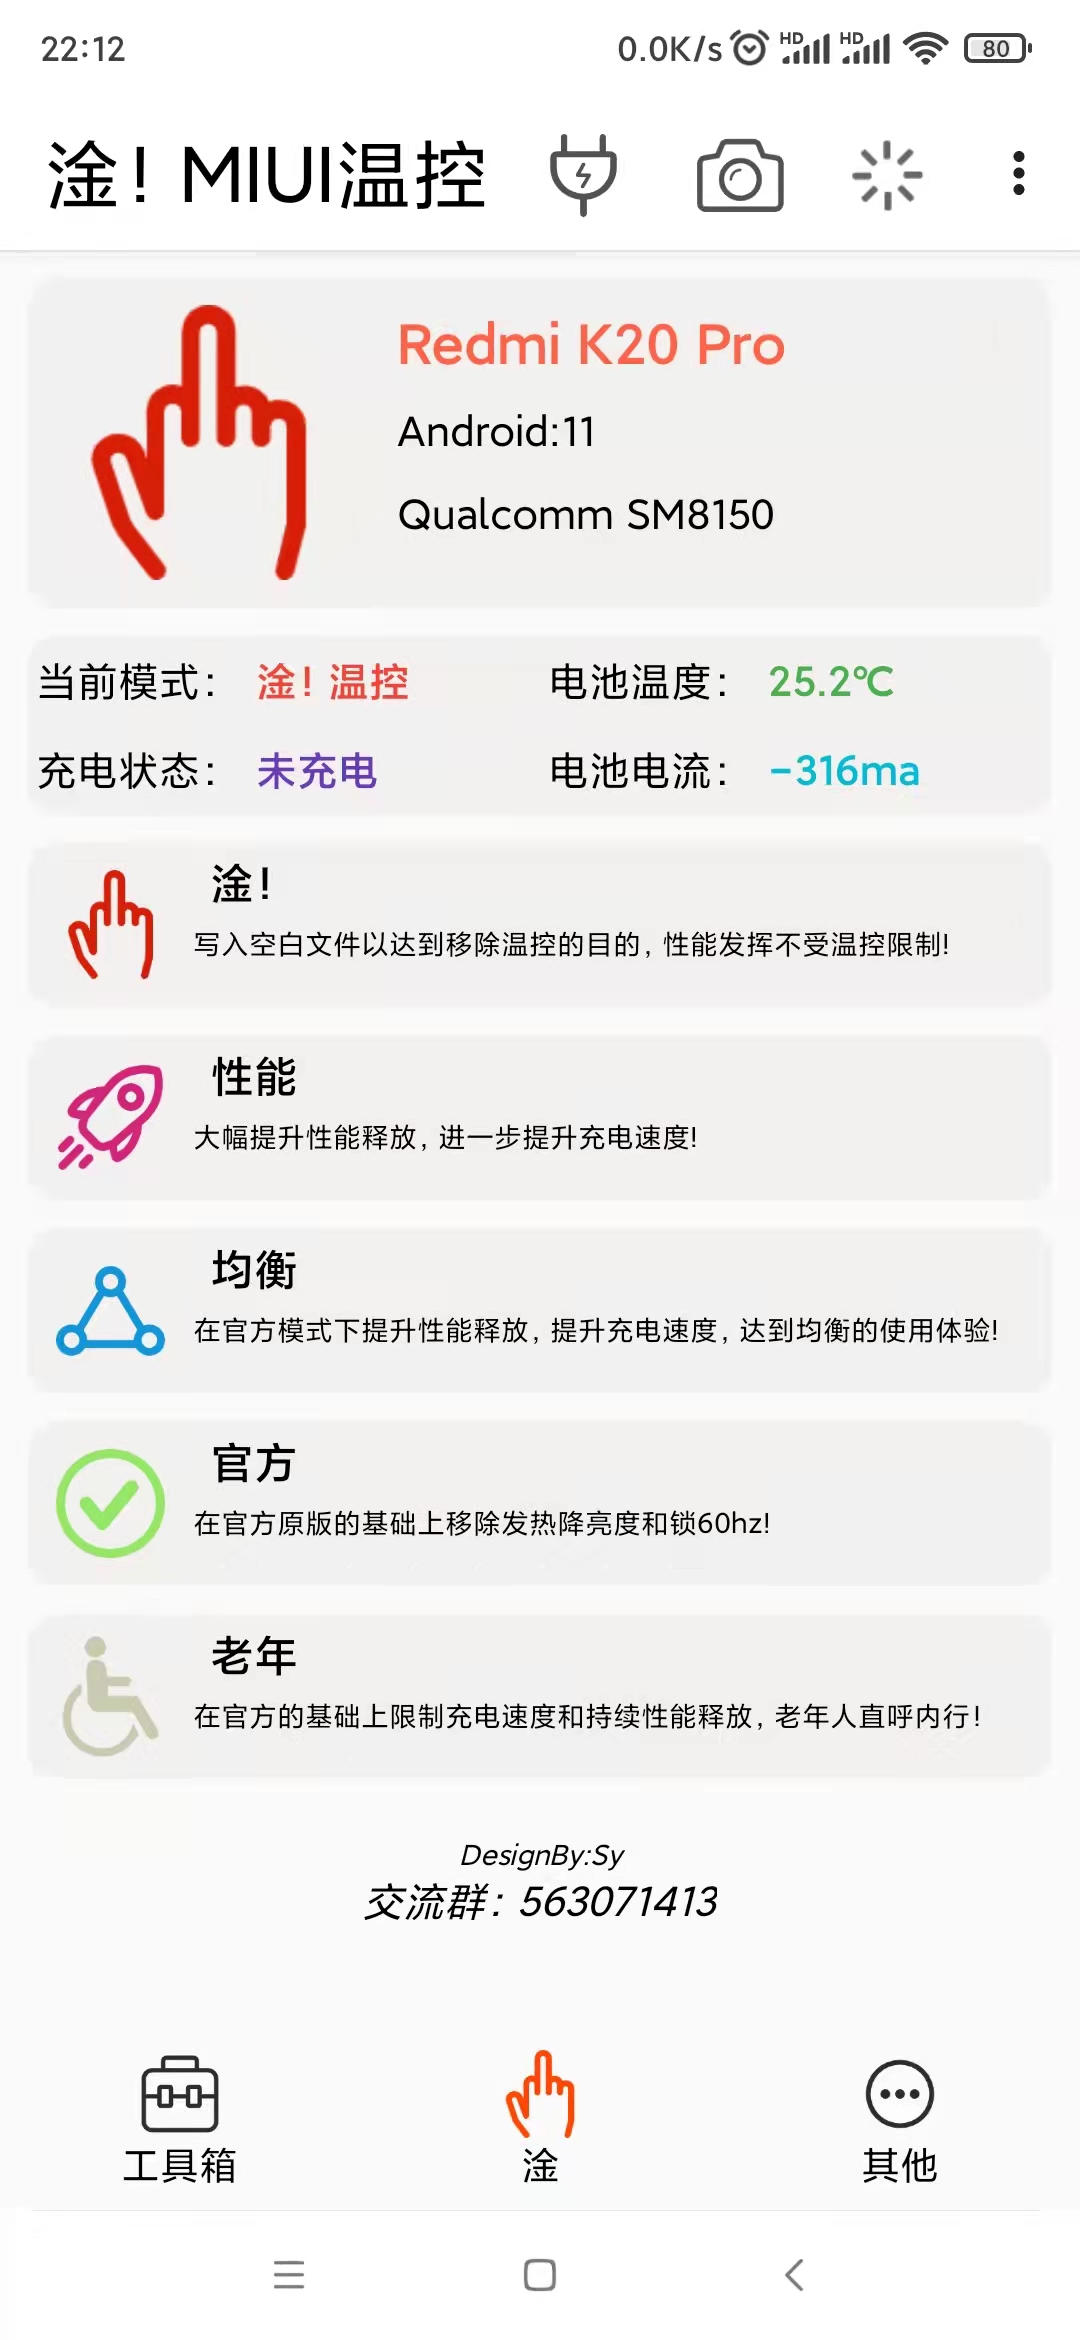 22:12 0.0K/s HD HD 80
淦！MIUI温控
Redmi K20 Pro
Android:11
Qualcomm SM8150
当前模式： 淦！温控 电池温度： 25.2℃
充电状态： 未充电 电池电流： -316ma
淦！
写入空白文件以达到移除温控的目的，性能发挥不受温控限制!
性能
大幅提升性能释放，进一步提升充电速度!
均衡
在官方模式下提升性能释放，提升充电速度，达到均衡的使用体验!
官方
在官方原版的基础上移除发热降亮度和锁60hz!
老年
在官方的基础上限制充电速度和持续性能释放，老年人直呼内行！
DesignBy:Sy
交流群：563071413
工具箱 淦 其他